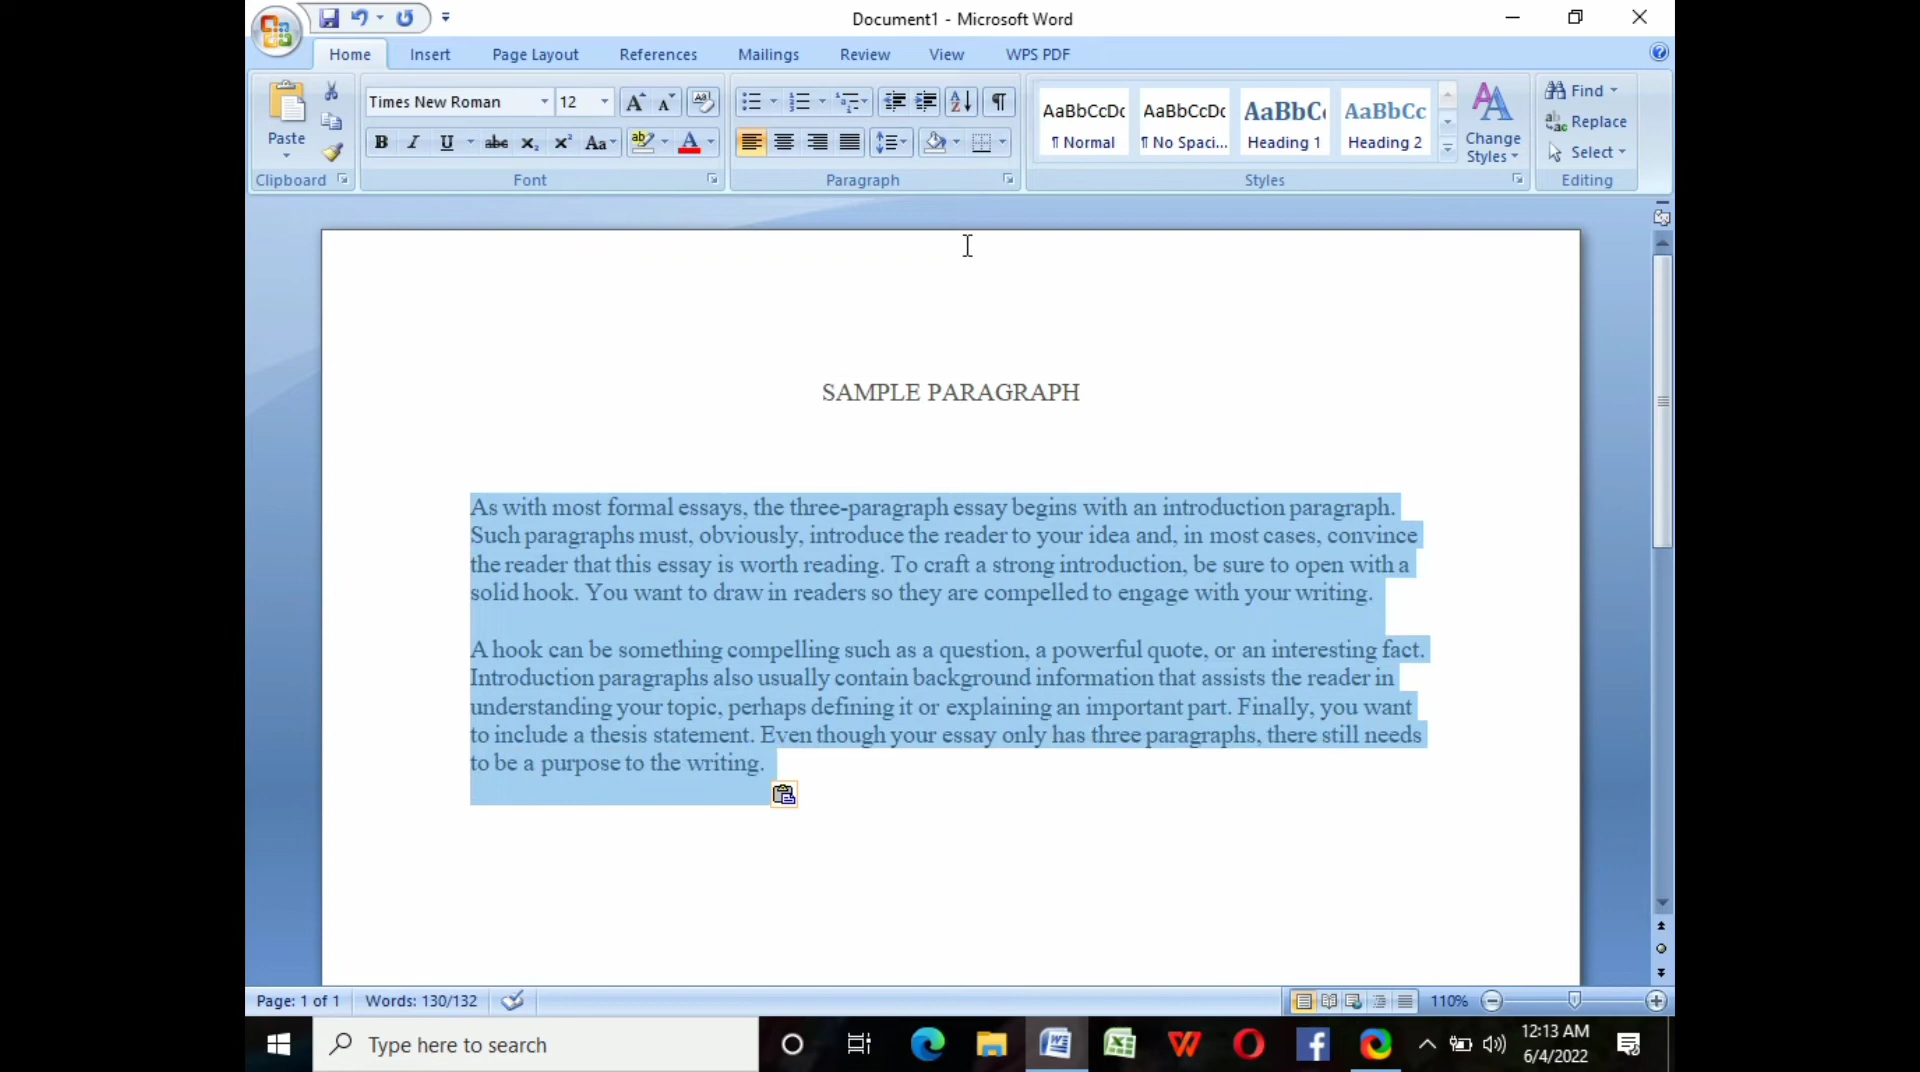 Document1 - Microsoft Word
Home Insert Page Layout References Mailings Review View WPS PDF
Paste
Times New Roman 12
AaBbCcDc AaBbCcDc AaBbC AaBbCc
¶ Normal ¶ No Spaci... Heading 1 Heading 2
Change
Styles
Find
Replace
Select
Clipboard Font Paragraph Styles Editing
SAMPLE PARAGRAPH
As with most formal essays, the three-paragraph essay begins with an introduction paragraph.
Such paragraphs must, obviously, introduce the reader to your idea and, in most cases, convince
the reader that this essay is worth reading. To craft a strong introduction, be sure to open with a
solid hook. You want to draw in readers so they are compelled to engage with your writing.
A hook can be something compelling such as a question, a powerful quote, or an interesting fact.
Introduction paragraphs also usually contain background information that assists the reader in
understanding your topic, perhaps defining it or explaining an important part. Finally, you want
to include a thesis statement. Even though your essay only has three paragraphs, there still needs
to be a purpose to the writing.
Page: 1 of 1 Words: 130/132 110%
Type here to search
12:13 AM
6/4/2022